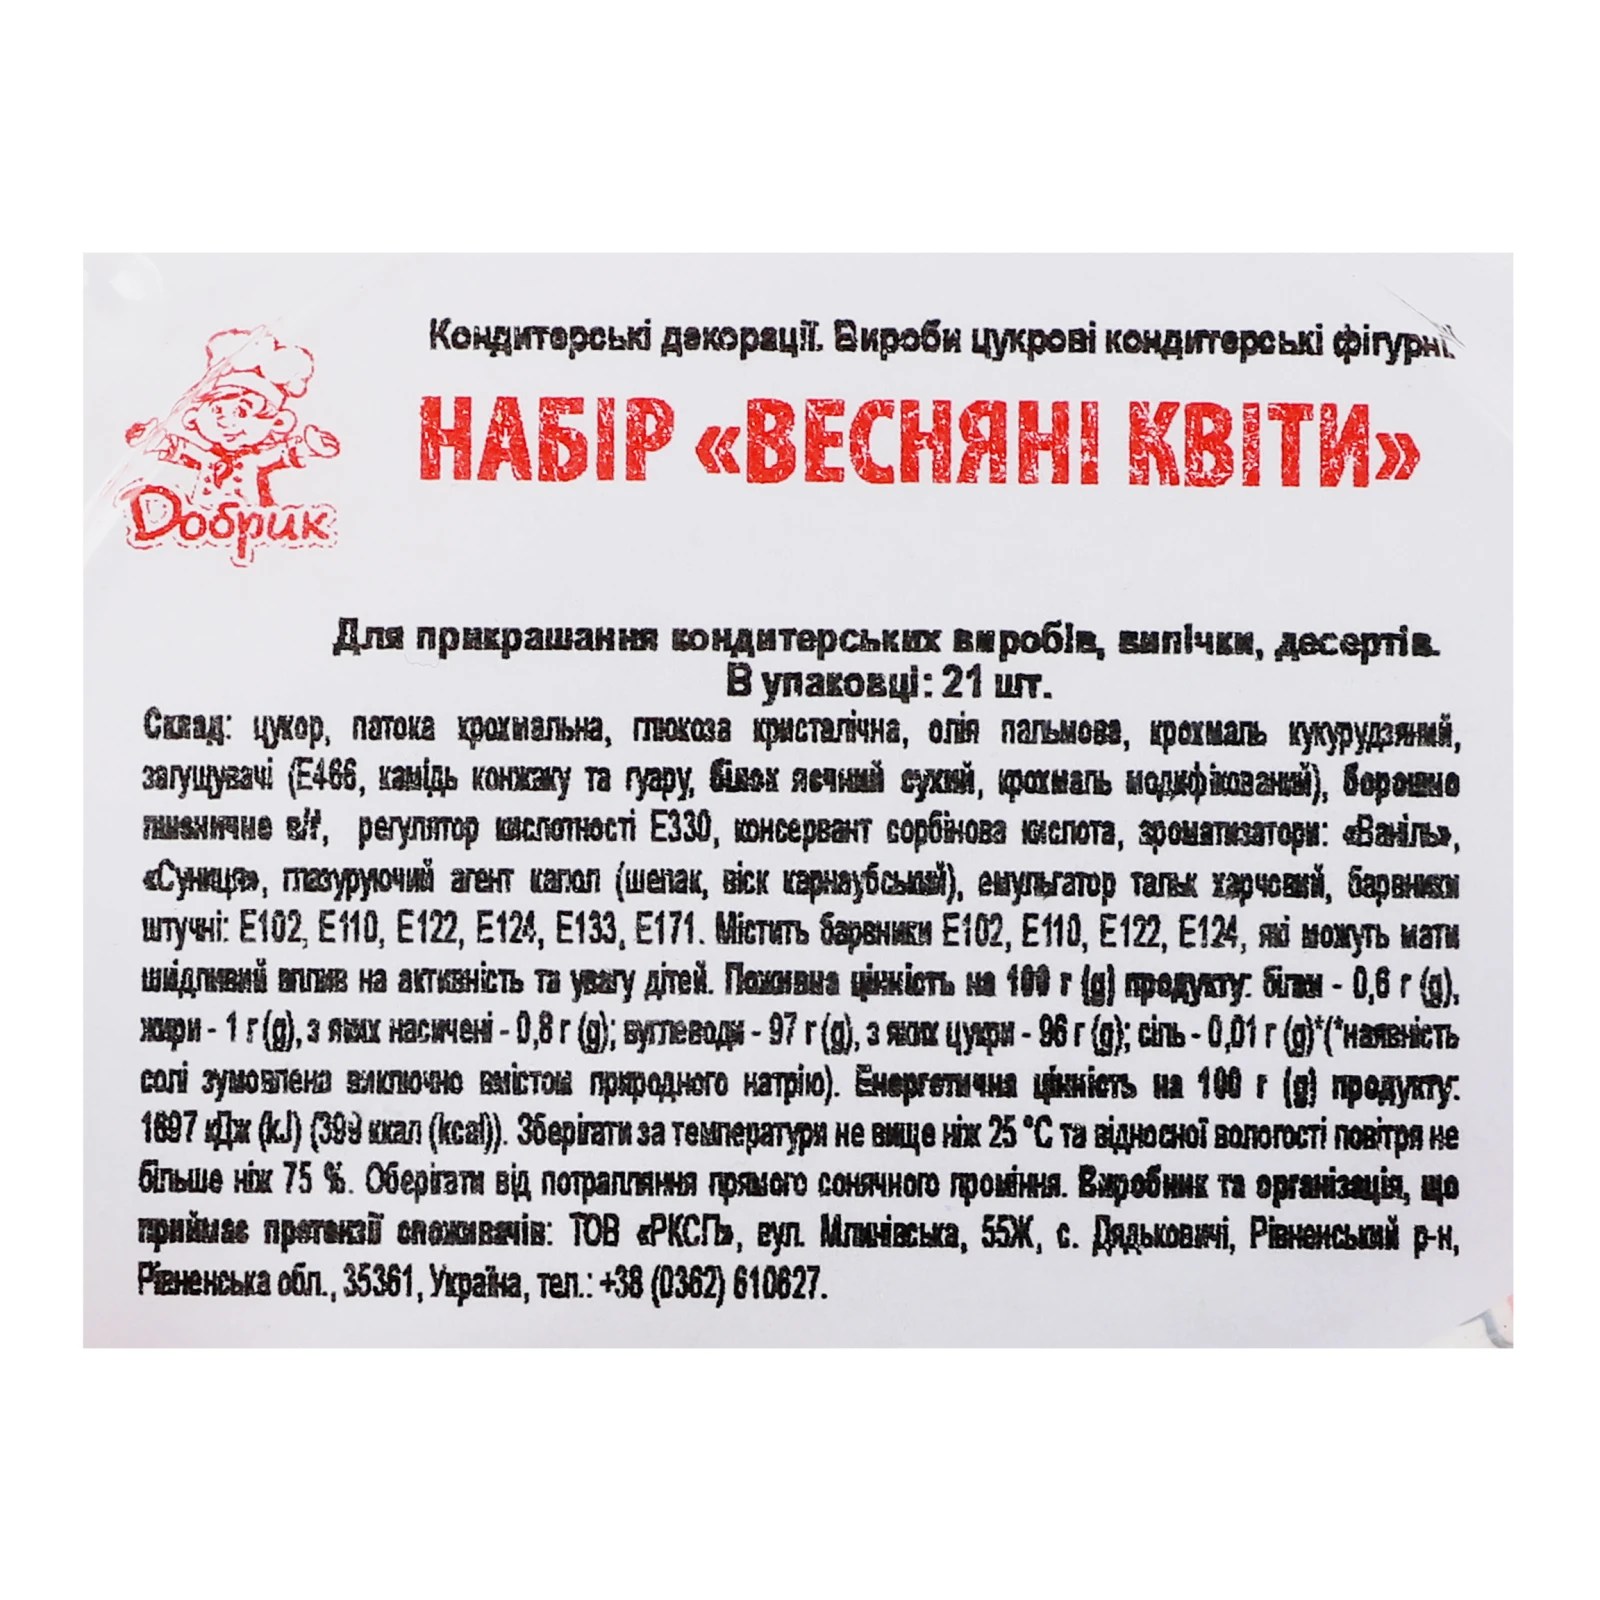 Кондитерські декорації. Вироби цукрові кондитерські фігурні.
НАБІР «ВЕСНЯНІ КВІТИ»
Добрик
Для прикрашання кондитерських виробів, випічки, десертів.
В упаковці: 21 шт.
Склад: цукор, патока крохмальна, глюкоза кристалічна, олія пальмова, крохмаль кукурудзяний,
загущувачі (Е466, камідь конжаку та гуару, білок яєчний сухий, крохмаль модифікований), борошно
пшеничне в/ґ, регулятор кислотності Е330, консервант сорбінова кислота, ароматизатори: «Ваніль»,
«Суниця», глазуруючий агент капол (шелак, віск карнаубський), емульгатор тальк харчовий, барвники
штучні: Е102, Е110, Е122, Е124, Е133, Е171. Містить барвники Е102, Е110, Е122, Е124, які можуть мати
шкідливий вплив на активність та увагу дітей. Поживна цінність на 100 г (g) продукту: білки - 0,6 г (g),
жири - 1 г (g), з яких насичені - 0,8 г (g); вуглеводи - 97 г (g), з яких цукри - 96 г (g); сіль - 0,01 г (g)*(*наявність
солі зумовлена виключно вмістом природного натрію). Енергетична цінність на 100 г (g) продукту:
1697 кДж (kJ) (399 ккал (kcal)). Зберігати за температури не вище ніж 25 °С та відносної вологості повітря не
більше ніж 75 %. Оберігати від потрапляння прямого сонячного проміння. Виробник та організація, що
приймає претензії споживачів: ТОВ «РКСП», вул. Млинівська, 55Ж, с. Дядьковичі, Рівненський р-н,
Рівненська обл., 35361, Україна, тел.: +38 (0362) 610627.